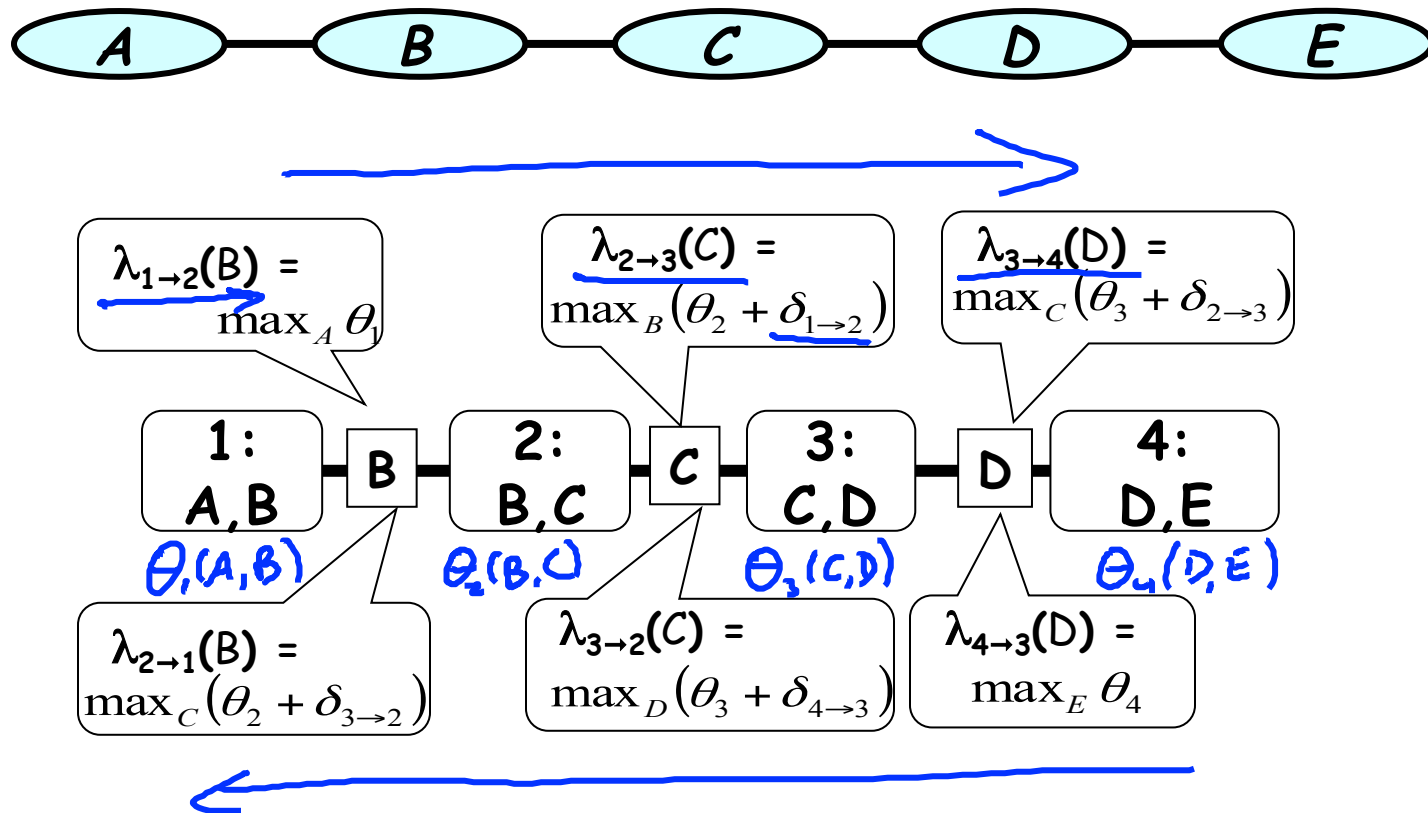 A B C D E
λ1→2(B) =
maxA θ1
λ2→3(C) =
maxB(θ2 + δ1→2)
λ3→4(D) =
maxC(θ3 + δ2→3)
1:
A,B
B
2:
B,C
C
3:
C,D
D
4:
D,E
θ1(A,B) θ2(B,C) θ3(C,D) θ4(D,E)
λ2→1(B) =
maxC(θ2 + δ3→2)
λ3→2(C) =
maxD(θ3 + δ4→3)
λ4→3(D) =
maxE θ4